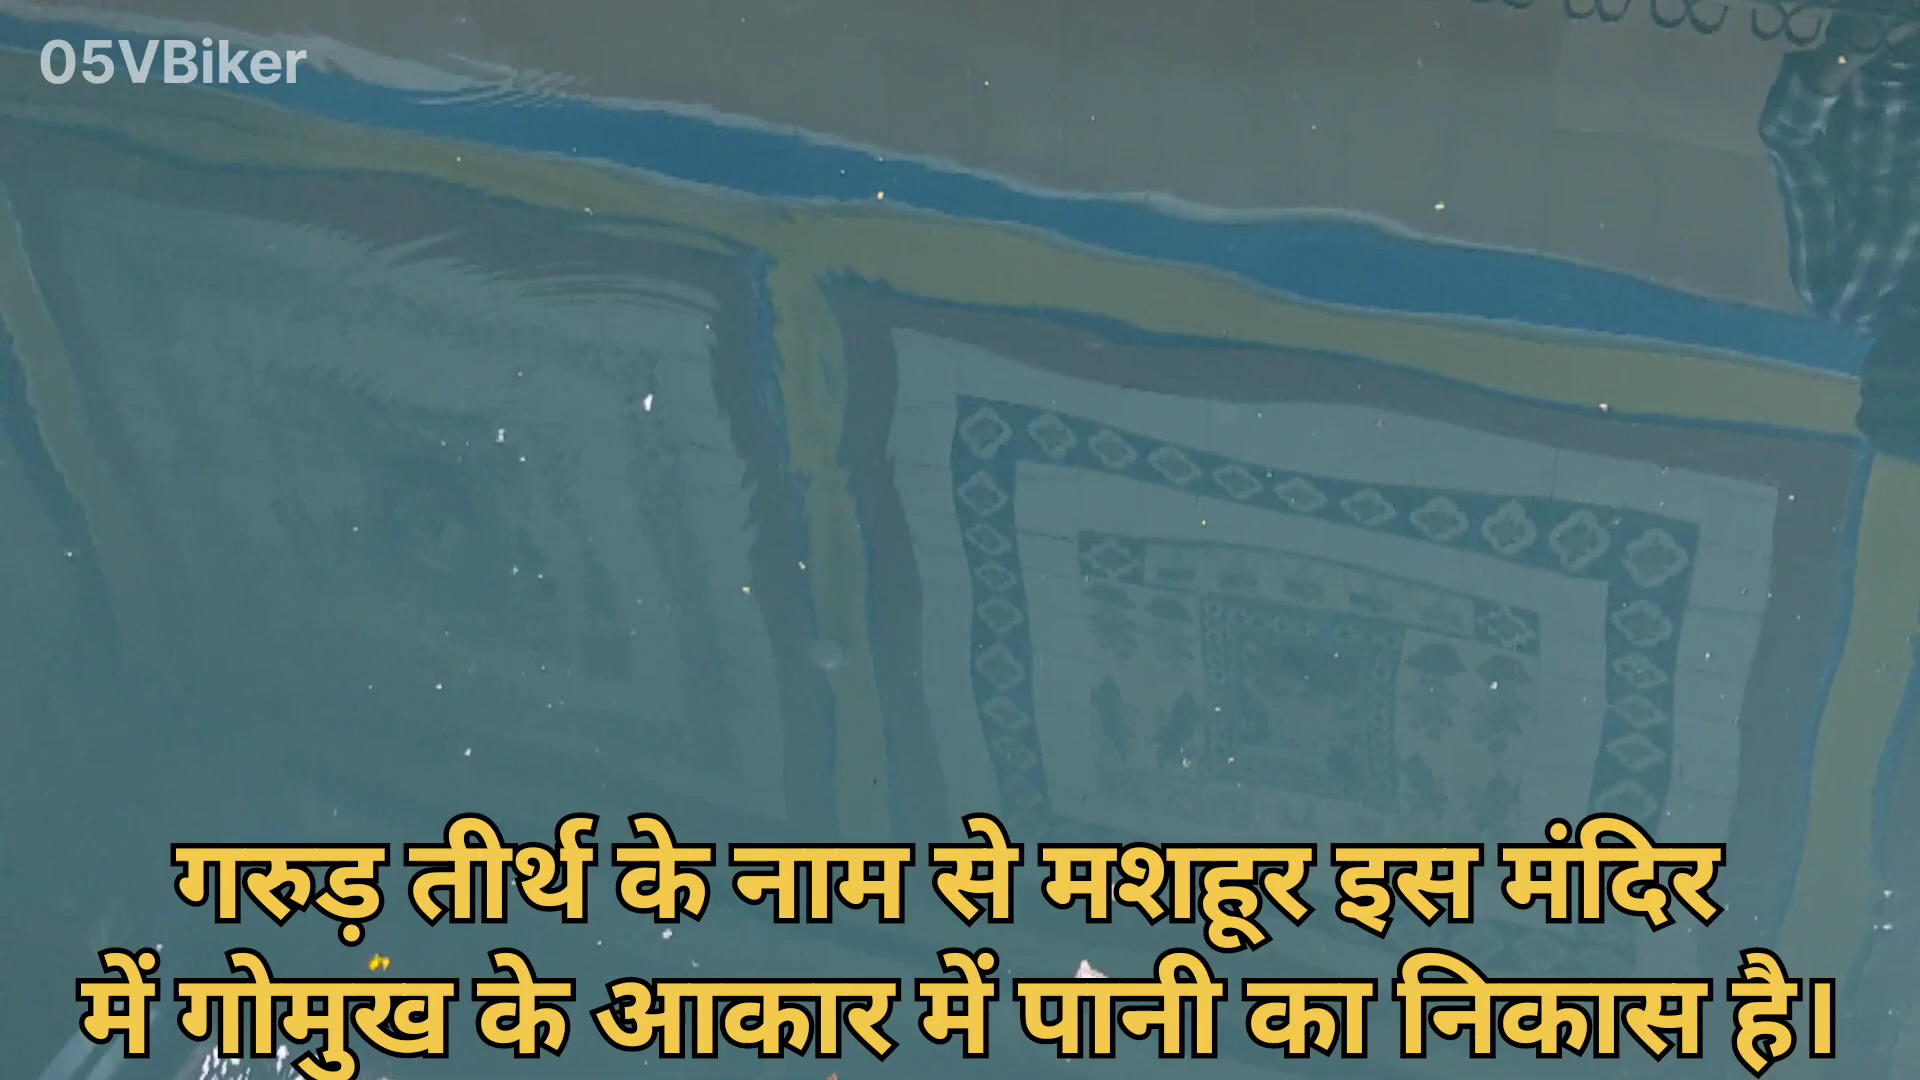 05VBiker
गरुड़ तीर्थ के नाम से मशहूर इस मंदिर
में गोमुख के आकार में पानी का निकास है।